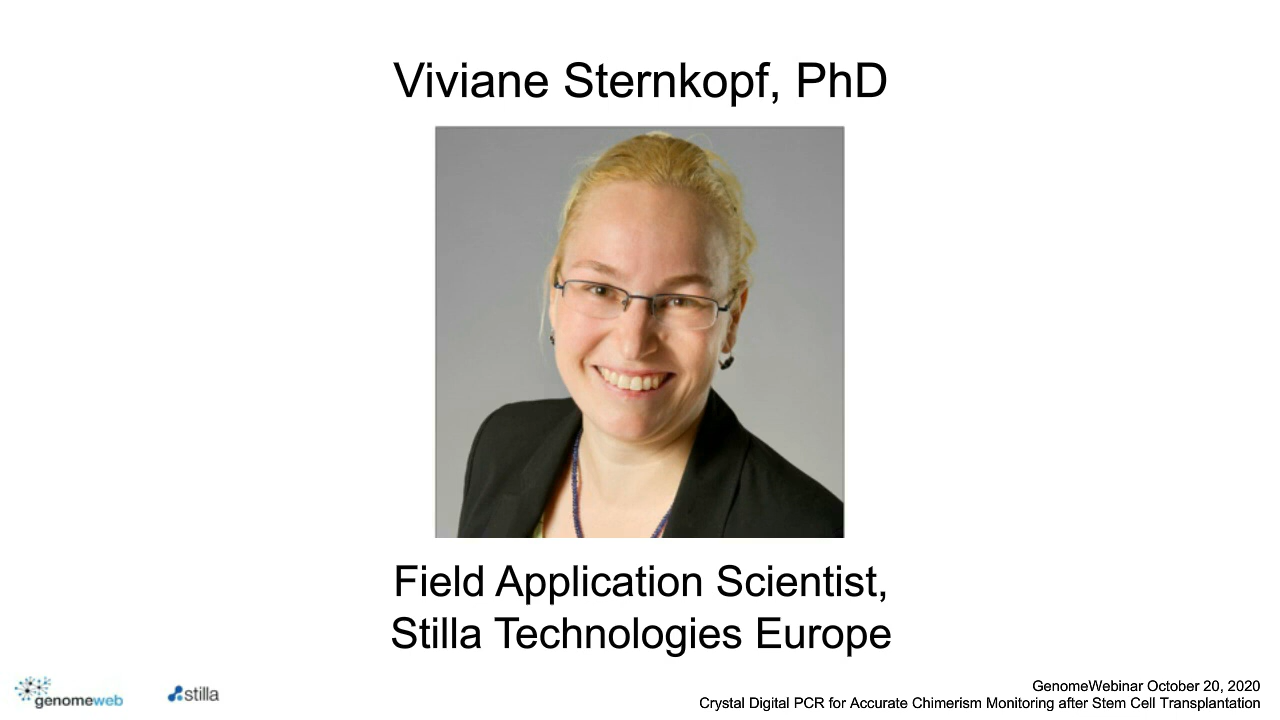 Viviane Sternkopf, PhD
Field Application Scientist,
Stilla Technologies Europe
genomeweb
stilla
GenomeWebinar October 20, 2020
Crystal Digital PCR for Accurate Chimerism Monitoring after Stem Cell Transplantation